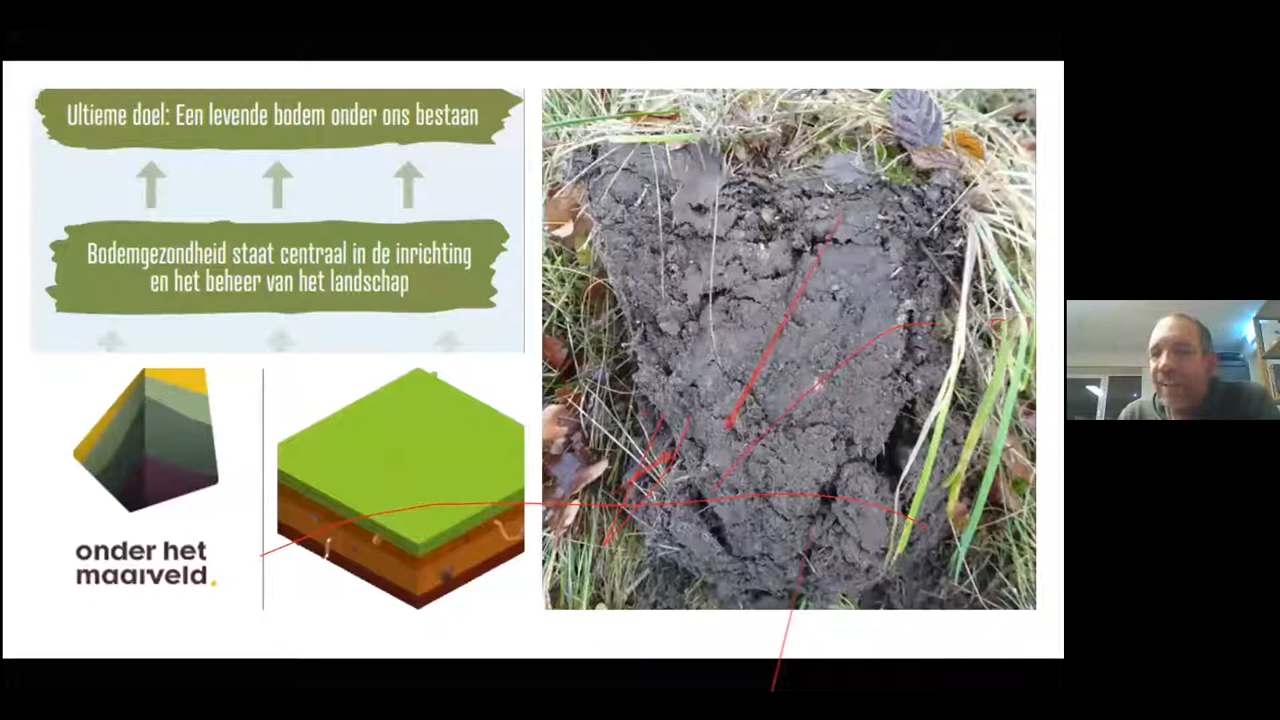 Ultieme doel: Een levende bodem onder ons bestaan
Bodemgezondheid staat centraal in de inrichting
en het beheer van het landschap
onder het
maaiveld.